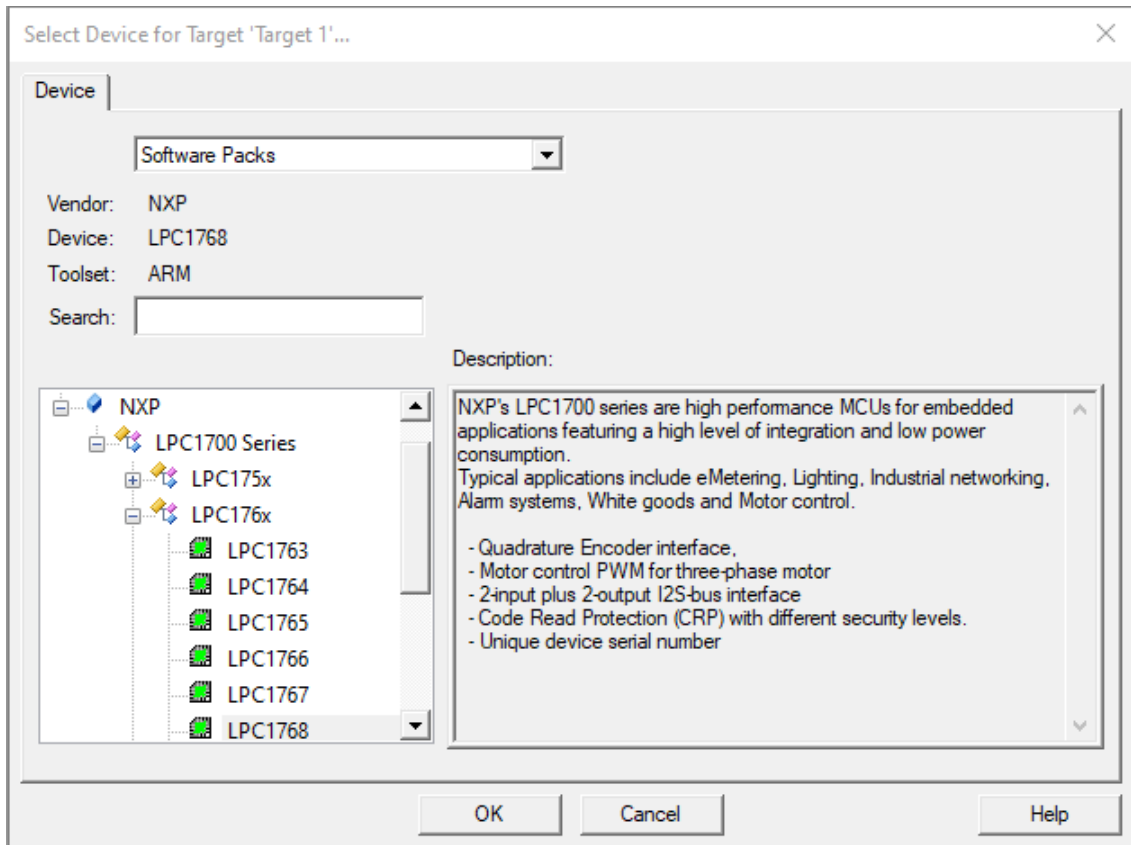 Select Device for Target 'Target 1'...
Device
Software Packs
Vendor: NXP
Device: LPC1768
Toolset: ARM
Search:
Description:
NXP
LPC1700 Series
LPC175x
LPC176x
LPC1763
LPC1764
LPC1765
LPC1766
LPC1767
LPC1768
NXP's LPC1700 series are high performance MCUs for embedded
applications featuring a high level of integration and low power
consumption.
Typical applications include eMetering, Lighting, Industrial networking,
Alarm systems, White goods and Motor control.
- Quadrature Encoder interface,
- Motor control PWM for three-phase motor
- 2-input plus 2-output I2S-bus interface
- Code Read Protection (CRP) with different security levels.
- Unique device serial number
OK Cancel Help